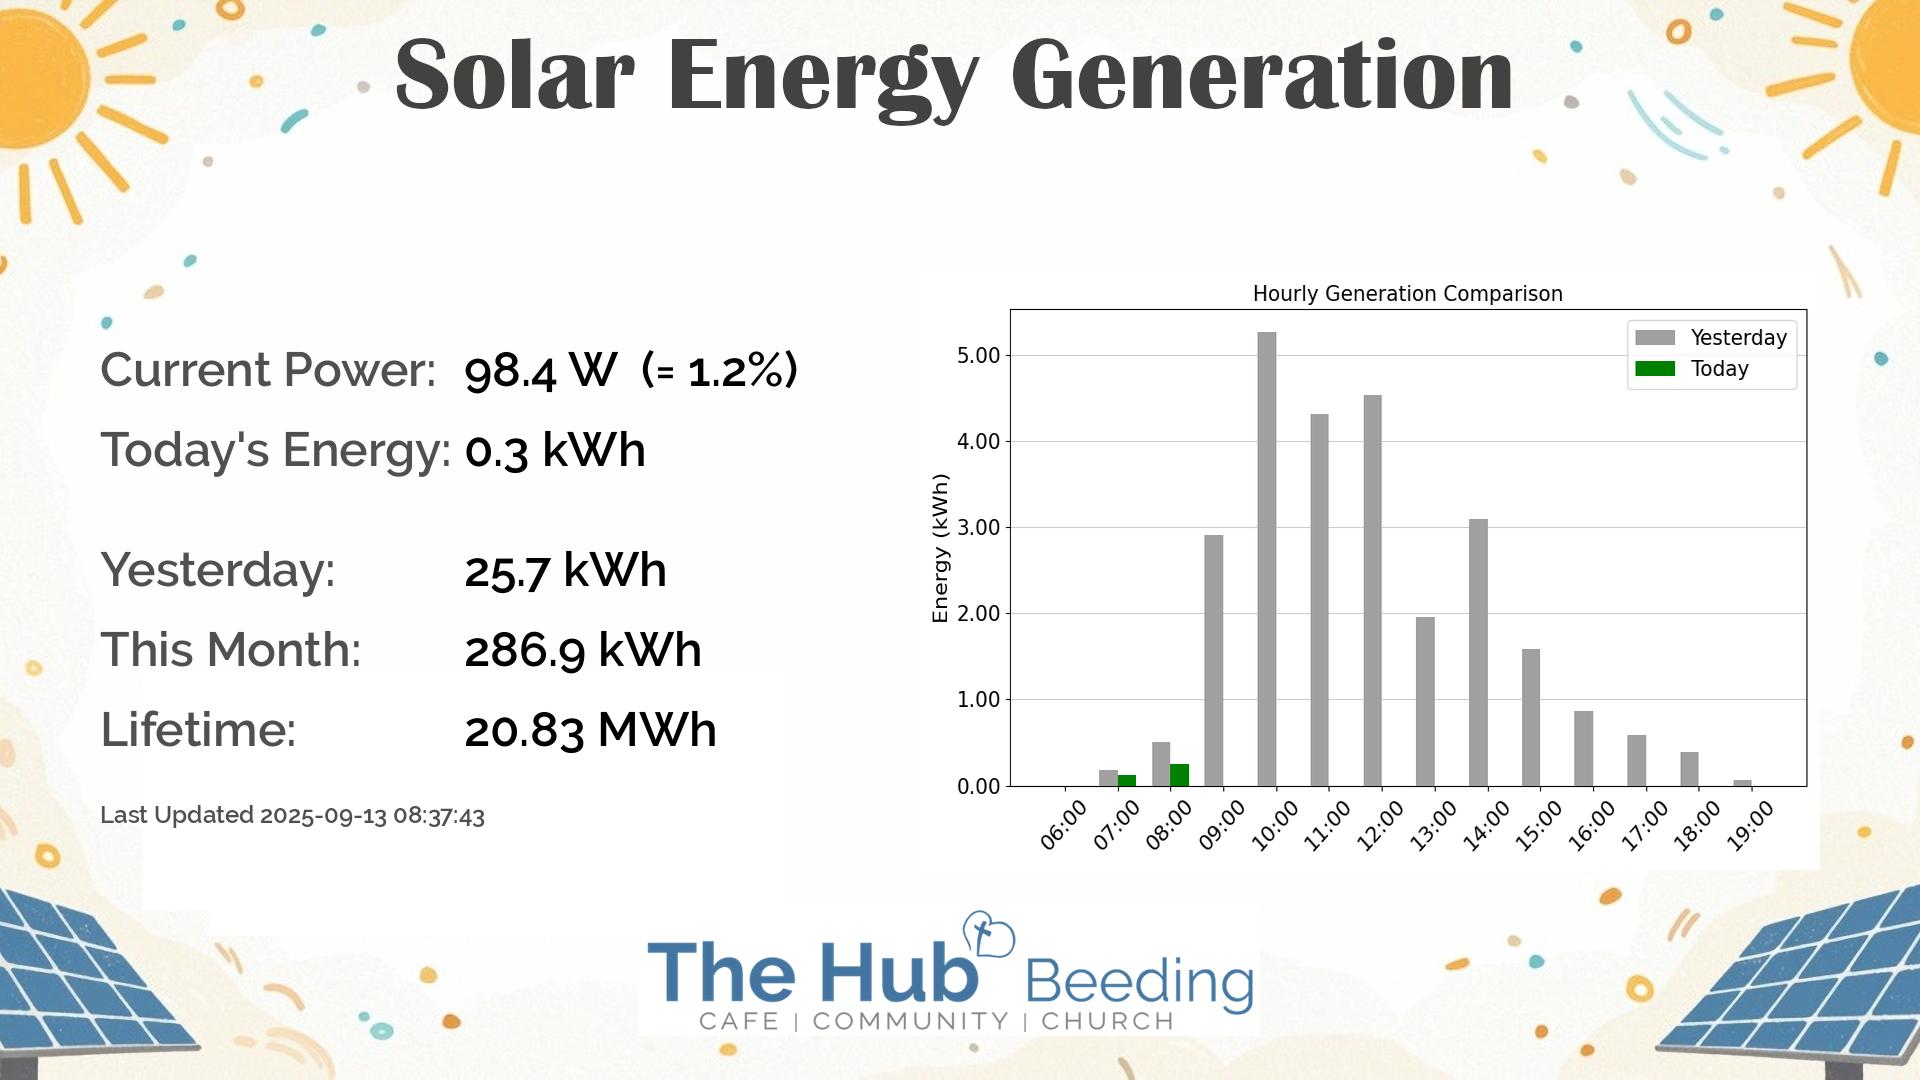 Solar Energy Generation
Current Power: 98.4 W (= 1.2%)
Today's Energy: 0.3 kWh
Yesterday: 25.7 kWh
This Month: 286.9 kWh
Lifetime: 20.83 MWh
Last Updated 2025-09-13 08:37:43
Hourly Generation Comparison
Yesterday
Today
Energy (kWh)
5.00
4.00
3.00
2.00
1.00
0.00
06:00 07:00 08:00 09:00 10:00 11:00 12:00 13:00 14:00 15:00 16:00 17:00 18:00 19:00
The Hub Beeding
CAFE | COMMUNITY | CHURCH